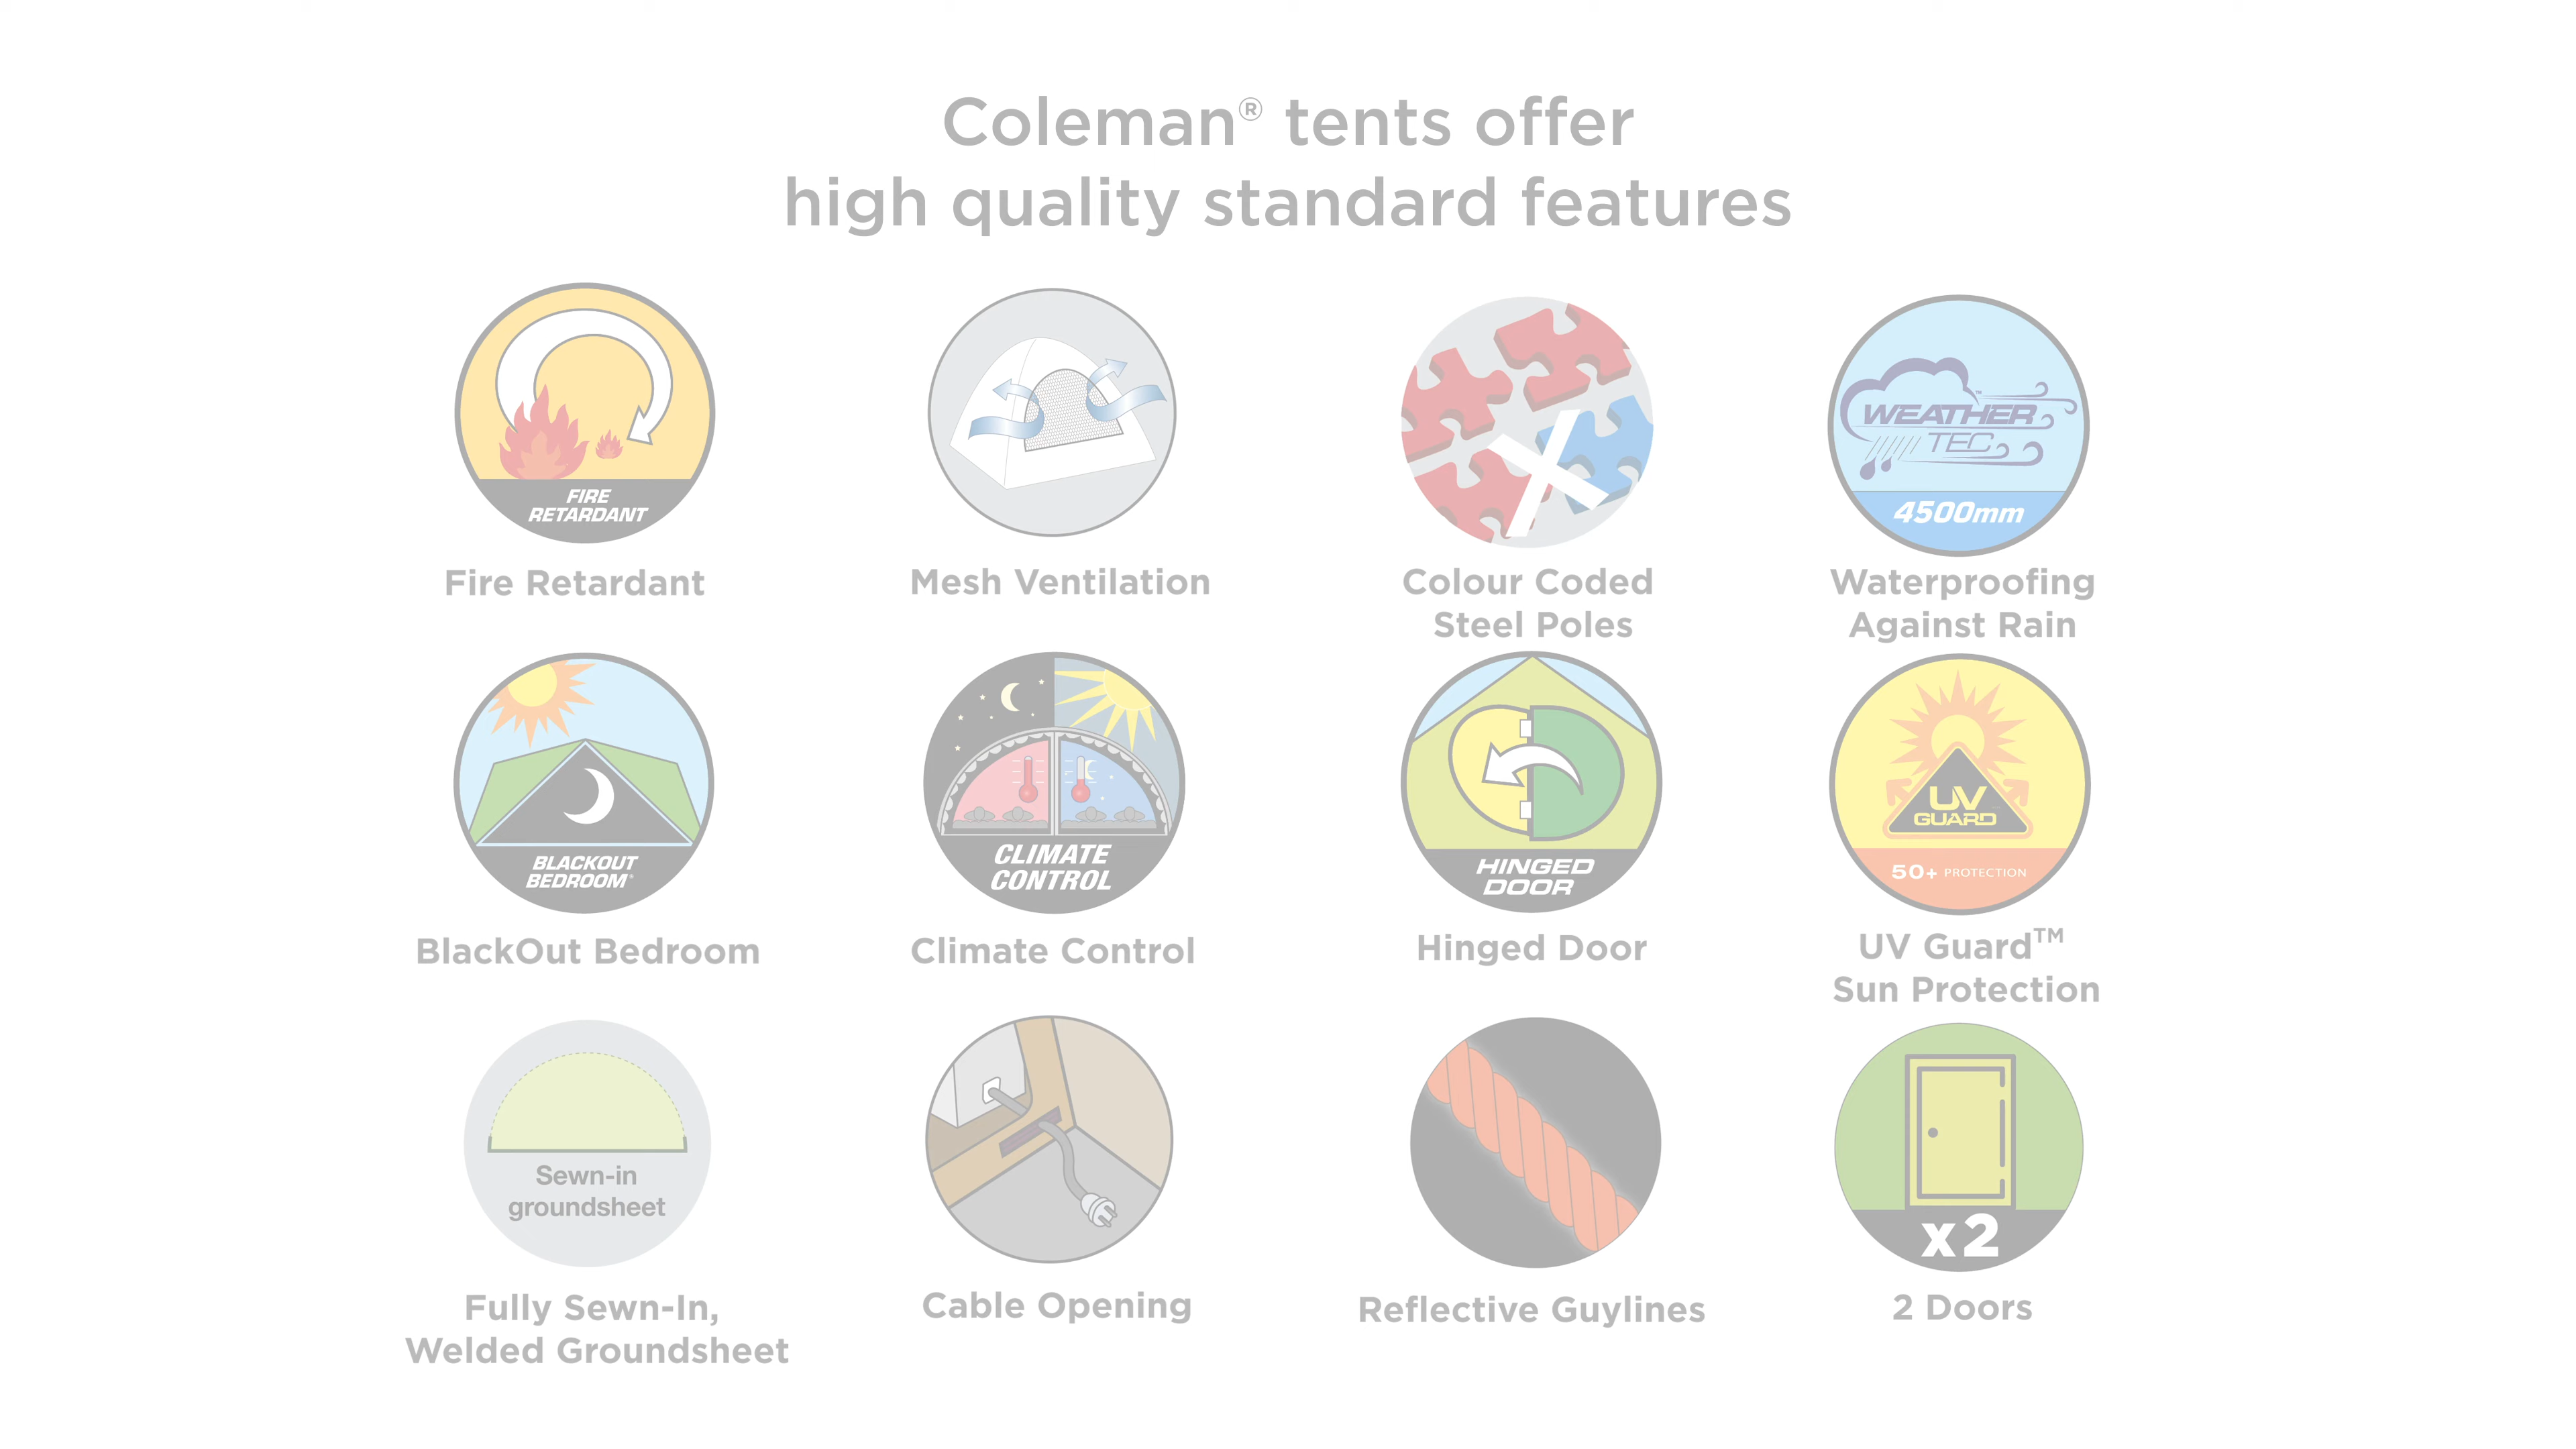 Coleman® tents offer
high quality standard features
FIRE
RETARDANT
Fire Retardant
Mesh Ventilation
Colour Coded
Steel Poles
WEATHER™
TEC
4500mm
Waterproofing
Against Rain
BLACKOUT
BEDROOM®
BlackOut Bedroom
CLIMATE
CONTROL
Climate Control
HINGED
DOOR
Hinged Door
UV
GUARD
50+ PROTECTION
UV Guard™
Sun Protection
Sewn-in
groundsheet
Fully Sewn-In,
Welded Groundsheet
Cable Opening
Reflective Guylines
x2
2 Doors